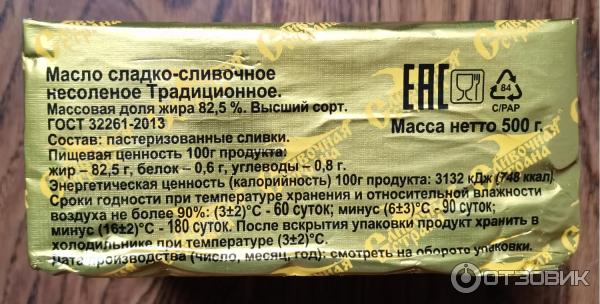 Масло сладко-сливочное
несоленое Традиционное.
Массовая доля жира 82,5 %. Высший сорт.
ГОСТ 32261-2013
Состав: пастеризованные сливки.
Пищевая ценность 100г продукта:
жир – 82,5 г, белок – 0,6 г, углеводы – 0,8 г.
Энергетическая ценность (калорийность) 100г продукта: 3132 кДж (748 ккал).
Сроки годности при температуре хранения и относительной влажности
воздуха не более 90%: (3±2)°С - 60 суток; минус (6±3)°С - 90 суток;
минус (16±2)°С - 180 суток. После вскрытия упаковки продукт хранить в
холодильнике при температуре (3±2)°С.
Дата производства (число, месяц, год): смотреть на обороте упаковки.
ЕАС
84
C/PAP
Масса нетто 500 г.
ОТЗОВИК